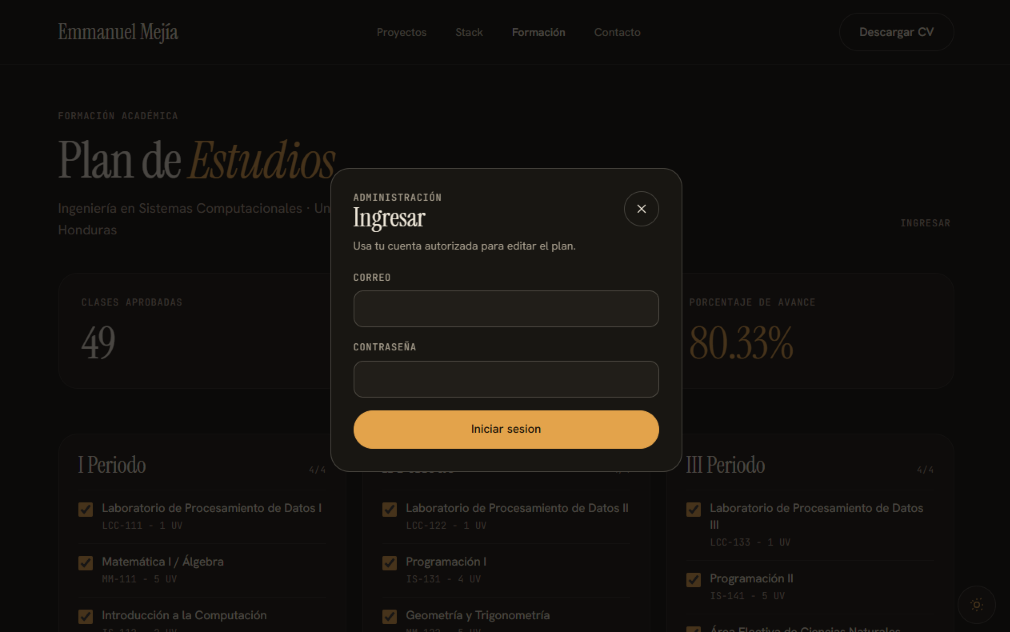 Emmanuel Mejía
Proyectos Stack Formación Contacto
Descargar CV
FORMACIÓN ACADÉMICA
Plan de Estudios
Ingeniería en Sistemas Computacionales · Un
Honduras
INGRESAR
ADMINISTRACIÓN
Ingresar
Usa tu cuenta autorizada para editar el plan.
CORREO
CONTRASEÑA
Iniciar sesion
CLASES APROBADAS
49
PORCENTAJE DE AVANCE
80.33%
I Periodo
4/4
Laboratorio de Procesamiento de Datos I
LCC-111 - 1 UV
Matemática I / Álgebra
MM-111 - 5 UV
Introducción a la Computación
Laboratorio de Procesamiento de Datos II
LCC-122 - 1 UV
Programación I
IS-131 - 4 UV
Geometría y Trigonometría
III Periodo
4/4
Laboratorio de Procesamiento de Datos
III
LCC-133 - 1 UV
Programación II
IS-141 - 5 UV
Área Electiva de Ciencias Naturales